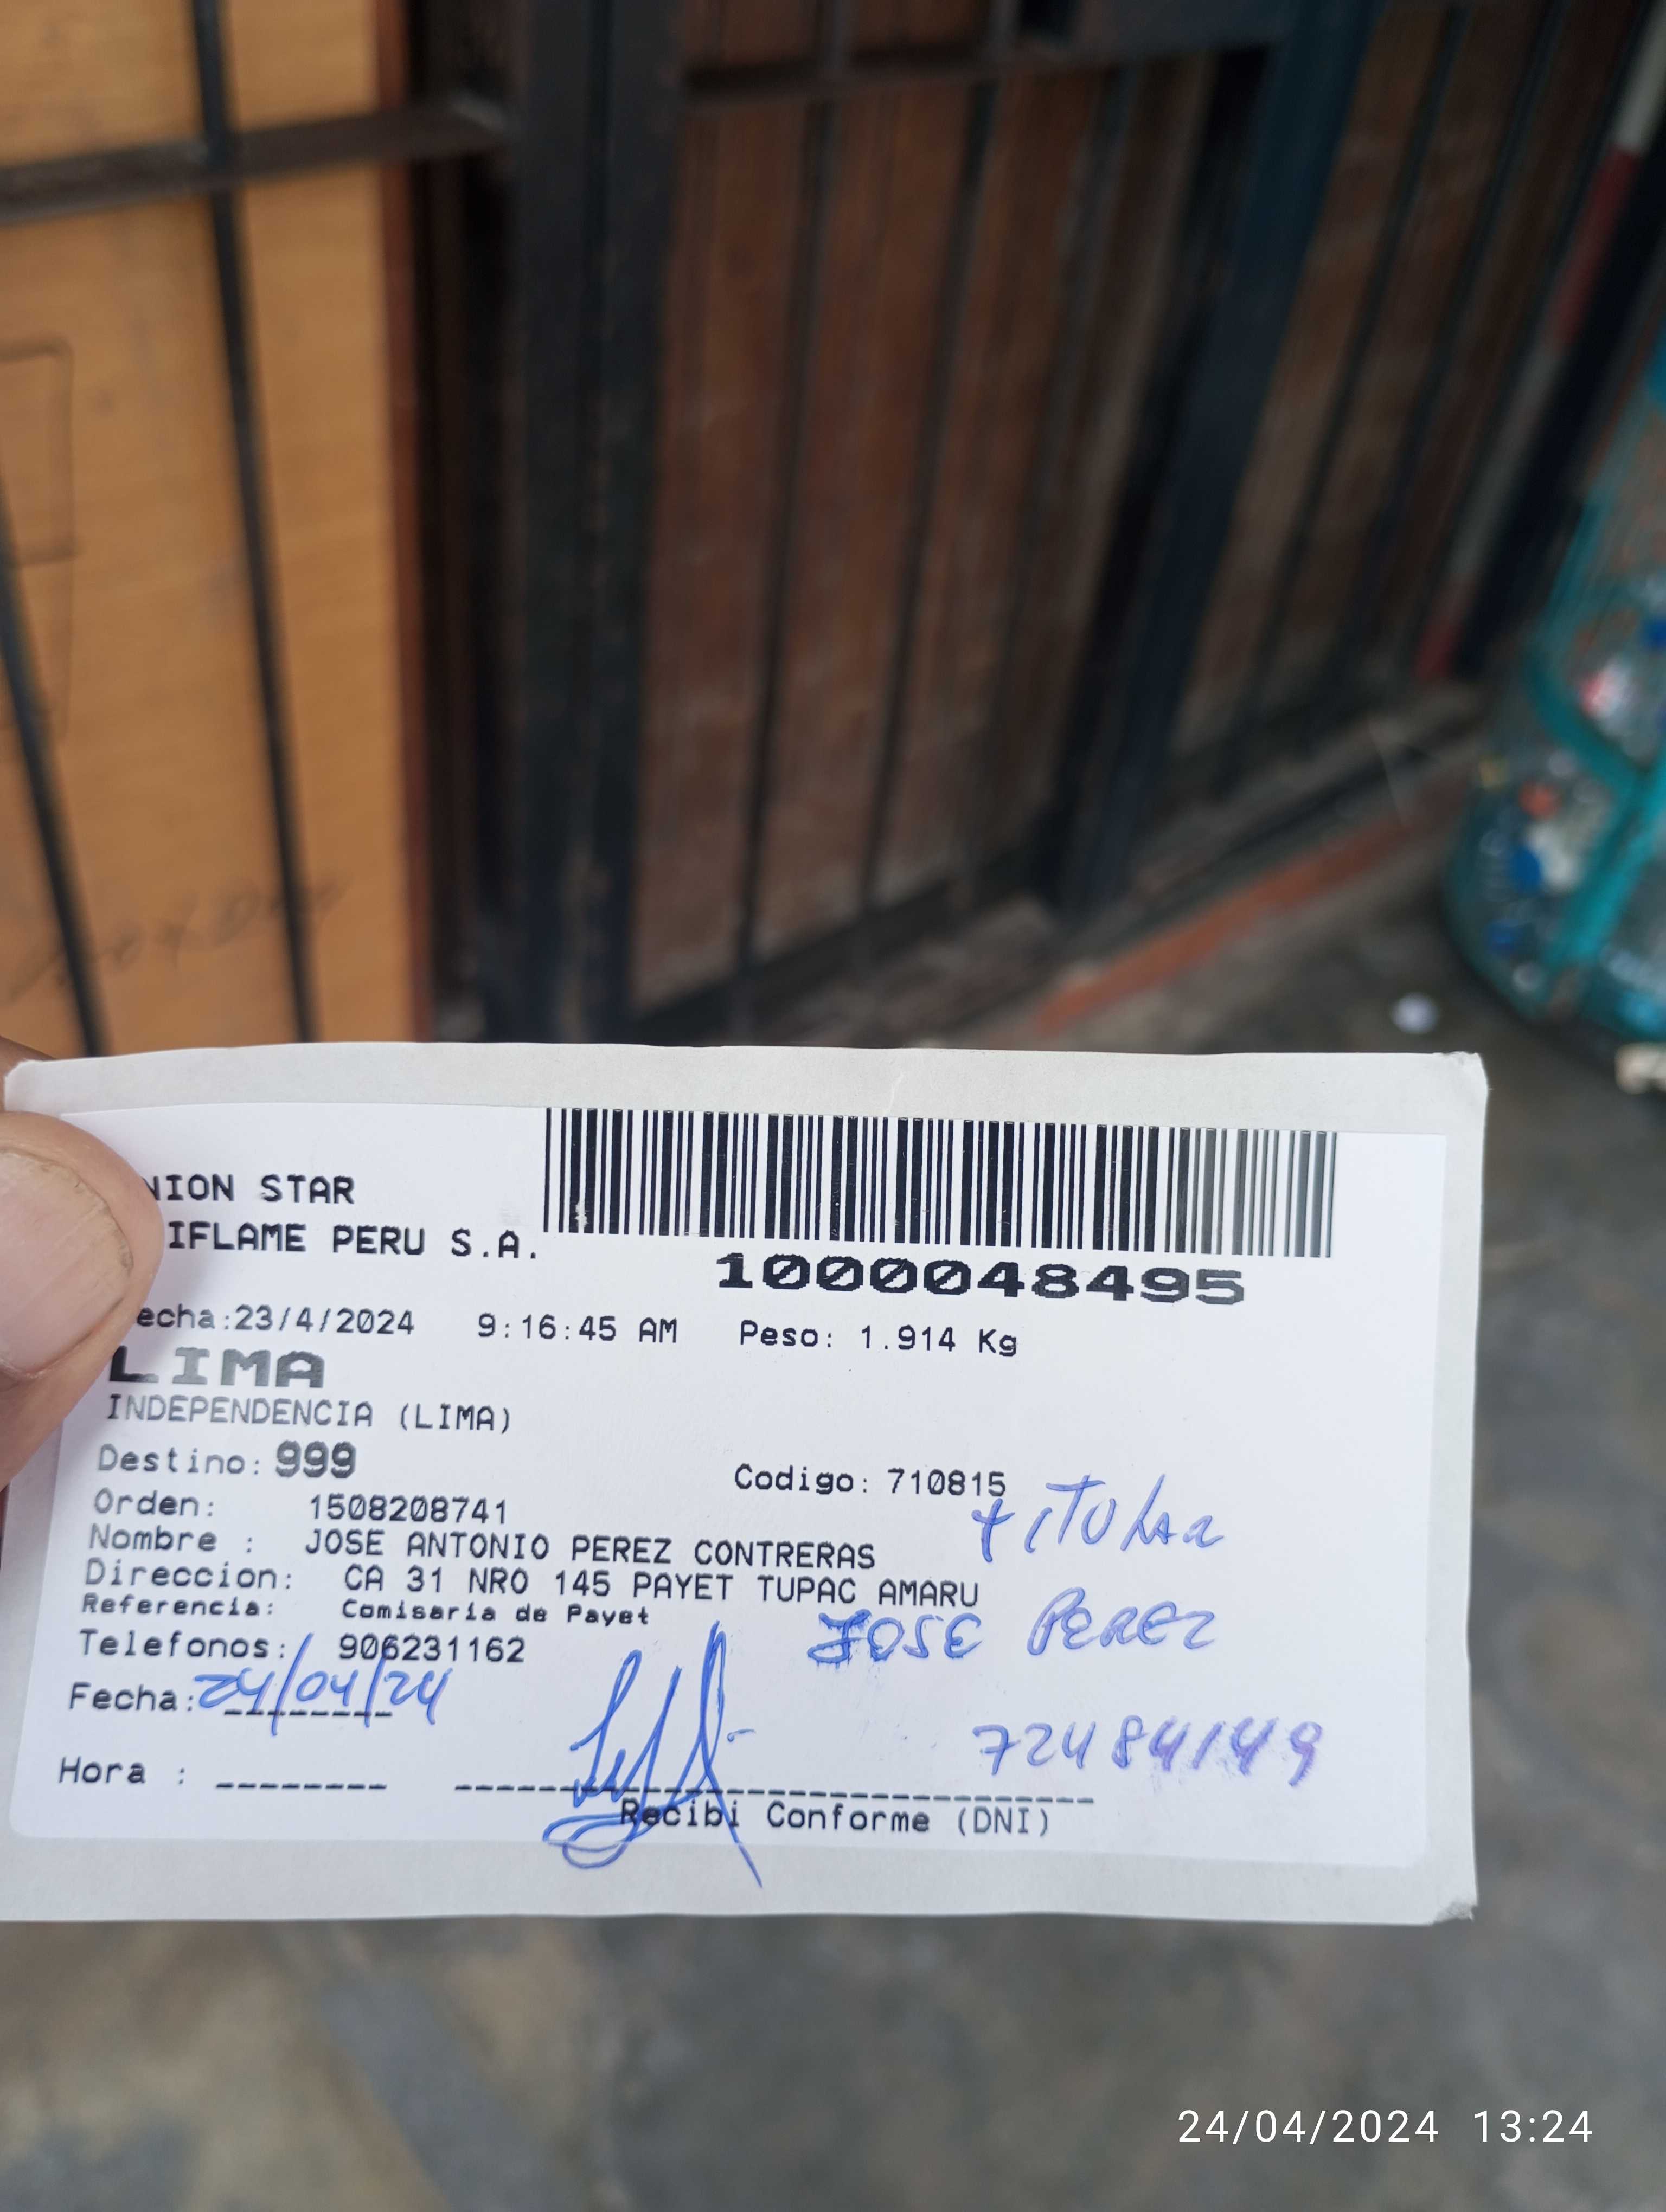 NION STAR
IFLAME PERU S.A.
1000048495
echa:23/4/2024 9:16:45 AM Peso: 1.914 Kg
LIMA
INDEPENDENCIA (LIMA)
Destino: 999 Codigo: 710815
Orden: 1508208741 TITULAR
Nombre : JOSE ANTONIO PEREZ CONTRERAS
Direccion: CA 31 NRO 145 PAYET TUPAC AMARU
Referencia: Comisaria de Payet JOSE PEREZ
Telefonos: 906231162
Fecha: 24/04/24
72484149
Hora :
Recibi Conforme (DNI)
24/04/2024 13:24